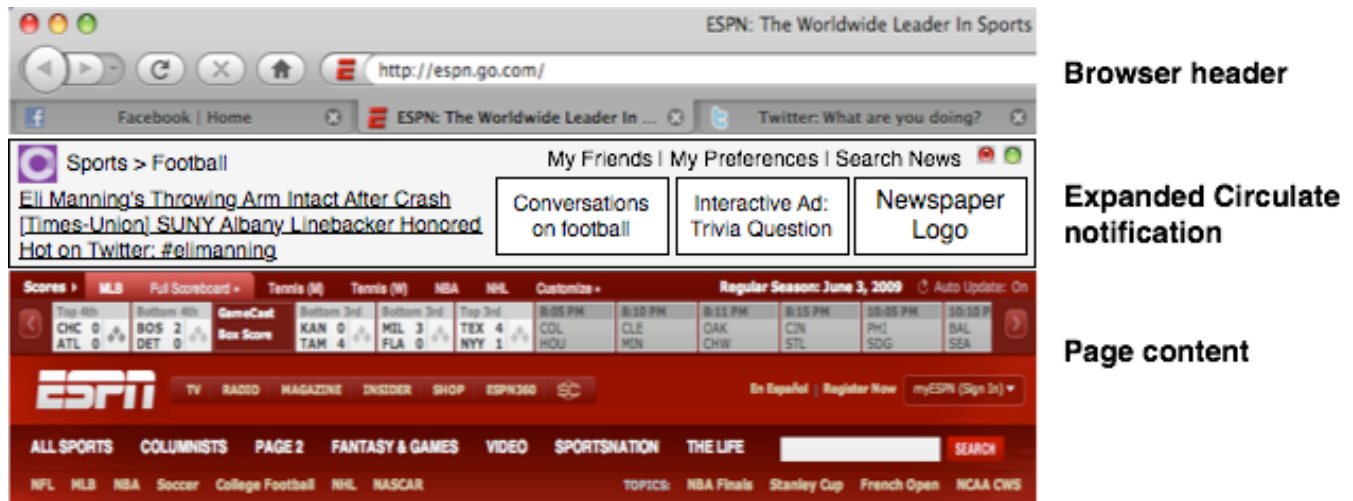 ESPN: The Worldwide Leader In Sports
http://espn.go.com/
Facebook | Home
ESPN: The Worldwide Leader In ...
Twitter: What are you doing?
Browser header
Sports > Football
My Friends | My Preferences | Search News
Eli Manning's Throwing Arm Intact After Crash
[Times-Union] SUNY Albany Linebacker Honored
Hot on Twitter: #elimanning
Conversations
on football
Interactive Ad:
Trivia Question
Newspaper
Logo
Expanded Circulate
notification
Scores MLB Full Scoreboard Tennis (M) Tennis (W) NBA NHL Customize Regular Season: June 3, 2009 Auto Update: On
Top 4th Bottom 4th GameCast Bottom 3rd Bottom 3rd Top 3rd 8:05 PM 8:10 PM 8:11 PM 8:15 PM 10:05 PM 10:10 P
CHC 0 BOS 2 Box Score KAN 0 MIL 3 TEX 4 COL CLE OAK CIN PHI BAL
ATL 0 DET 0 TAM 4 FLA 0 NYY 1 HOU MIN CHW STL SDG SEA
Page content
ESPN TV RADIO MAGAZINE INSIDER SHOP ESPN360 SC En Español | Register Now myESPN (Sign In)
ALL SPORTS COLUMNISTS PAGE 2 FANTASY & GAMES VIDEO SPORTSNATION THE LIFE SEARCH
NFL MLB NBA Soccer College Football NHL NASCAR TOPICS: NBA Finals Stanley Cup French Open NCAA CWS